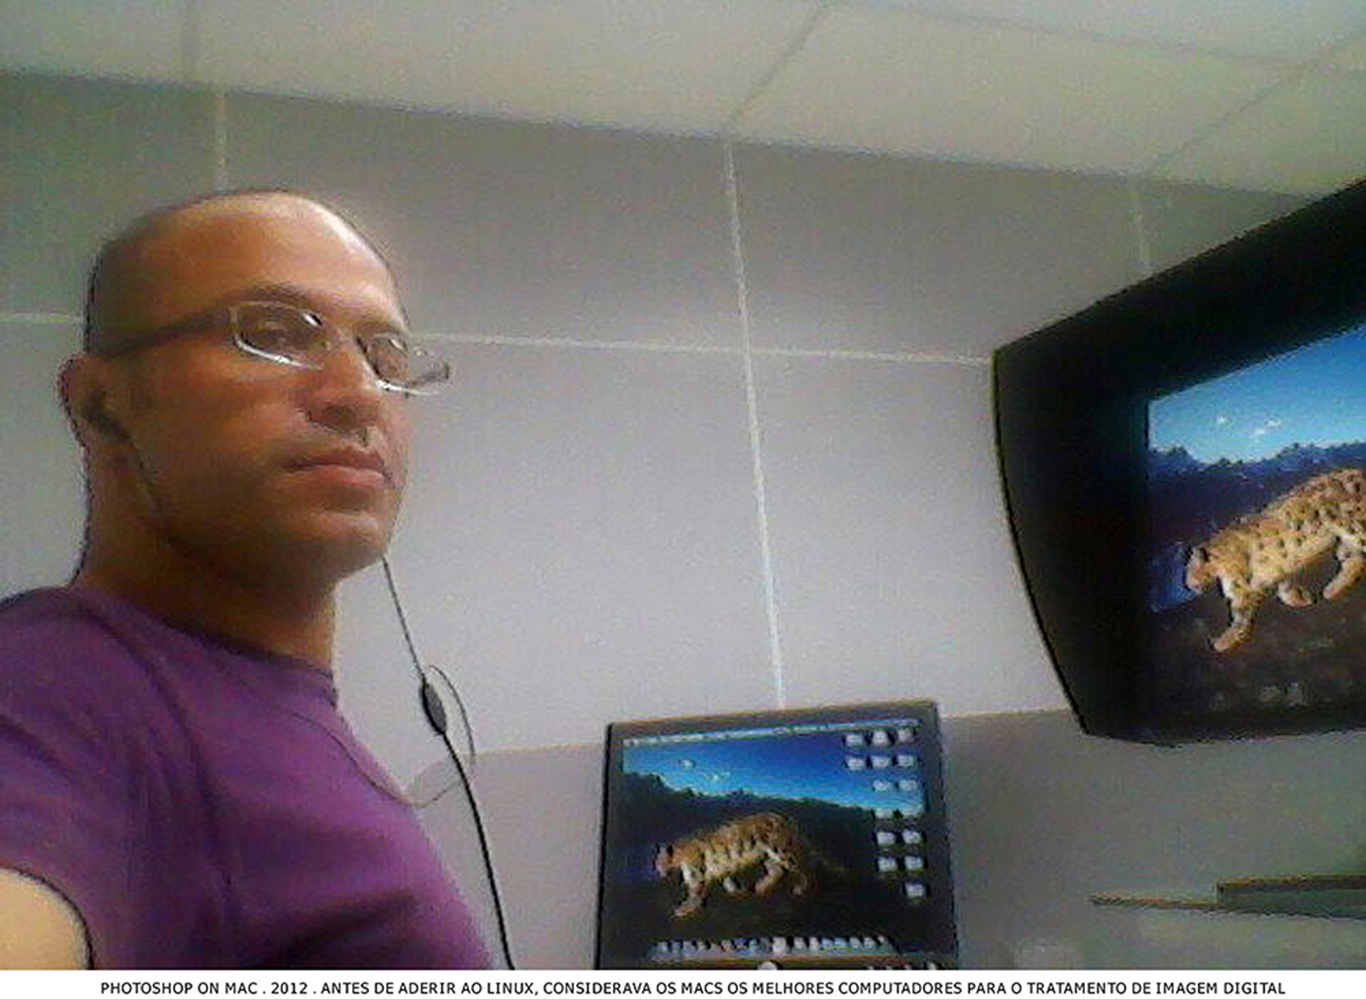 PHOTOSHOP ON MAC . 2012 . ANTES DE ADERIR AO LINUX, CONSIDERAVA OS MACS OS MELHORES COMPUTADORES PARA O TRATAMENTO DE IMAGEM DIGITAL